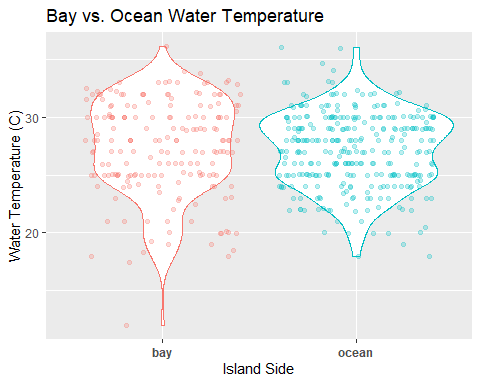 Bay vs. Ocean Water Temperature
Water Temperature (C)
30
20
bay
ocean
Island Side